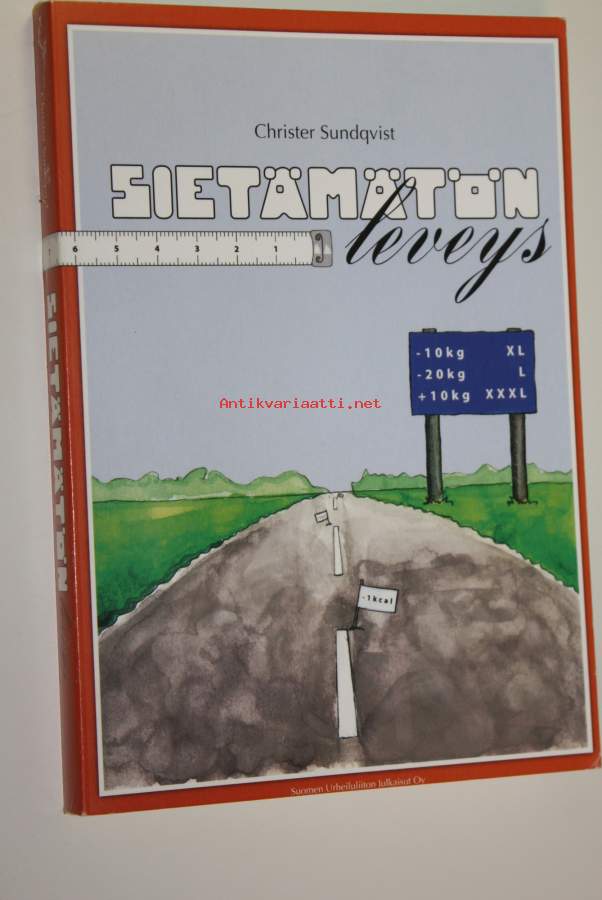 Christer Sundqvist
SIETÄMÄTÖN
leveys
6 5 4 3 2 1
-10kg XL
-20kg L
+10kg XXXL
Antikvariaatti.net
-1kcal
Suomen Urheiluliiton Julkaisut Oy
SIETÄMÄTÖN